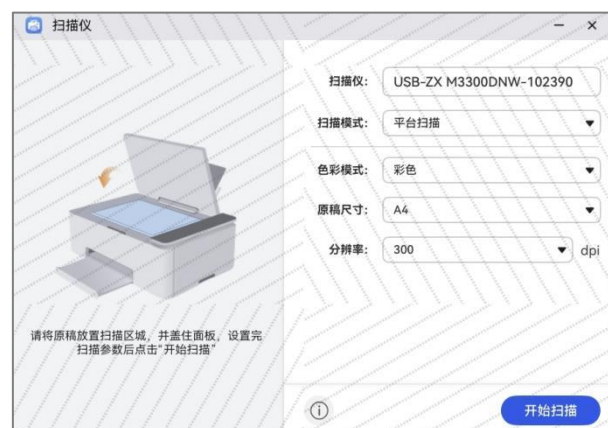 扫描仪
扫描仪： USB-ZX M3300DNW-102390
扫描模式： 平台扫描
色彩模式： 彩色
原稿尺寸： A4
分辨率： 300 dpi
请将原稿放置扫描区域，并盖住面板，设置完
扫描参数后点击“开始扫描”
开始扫描